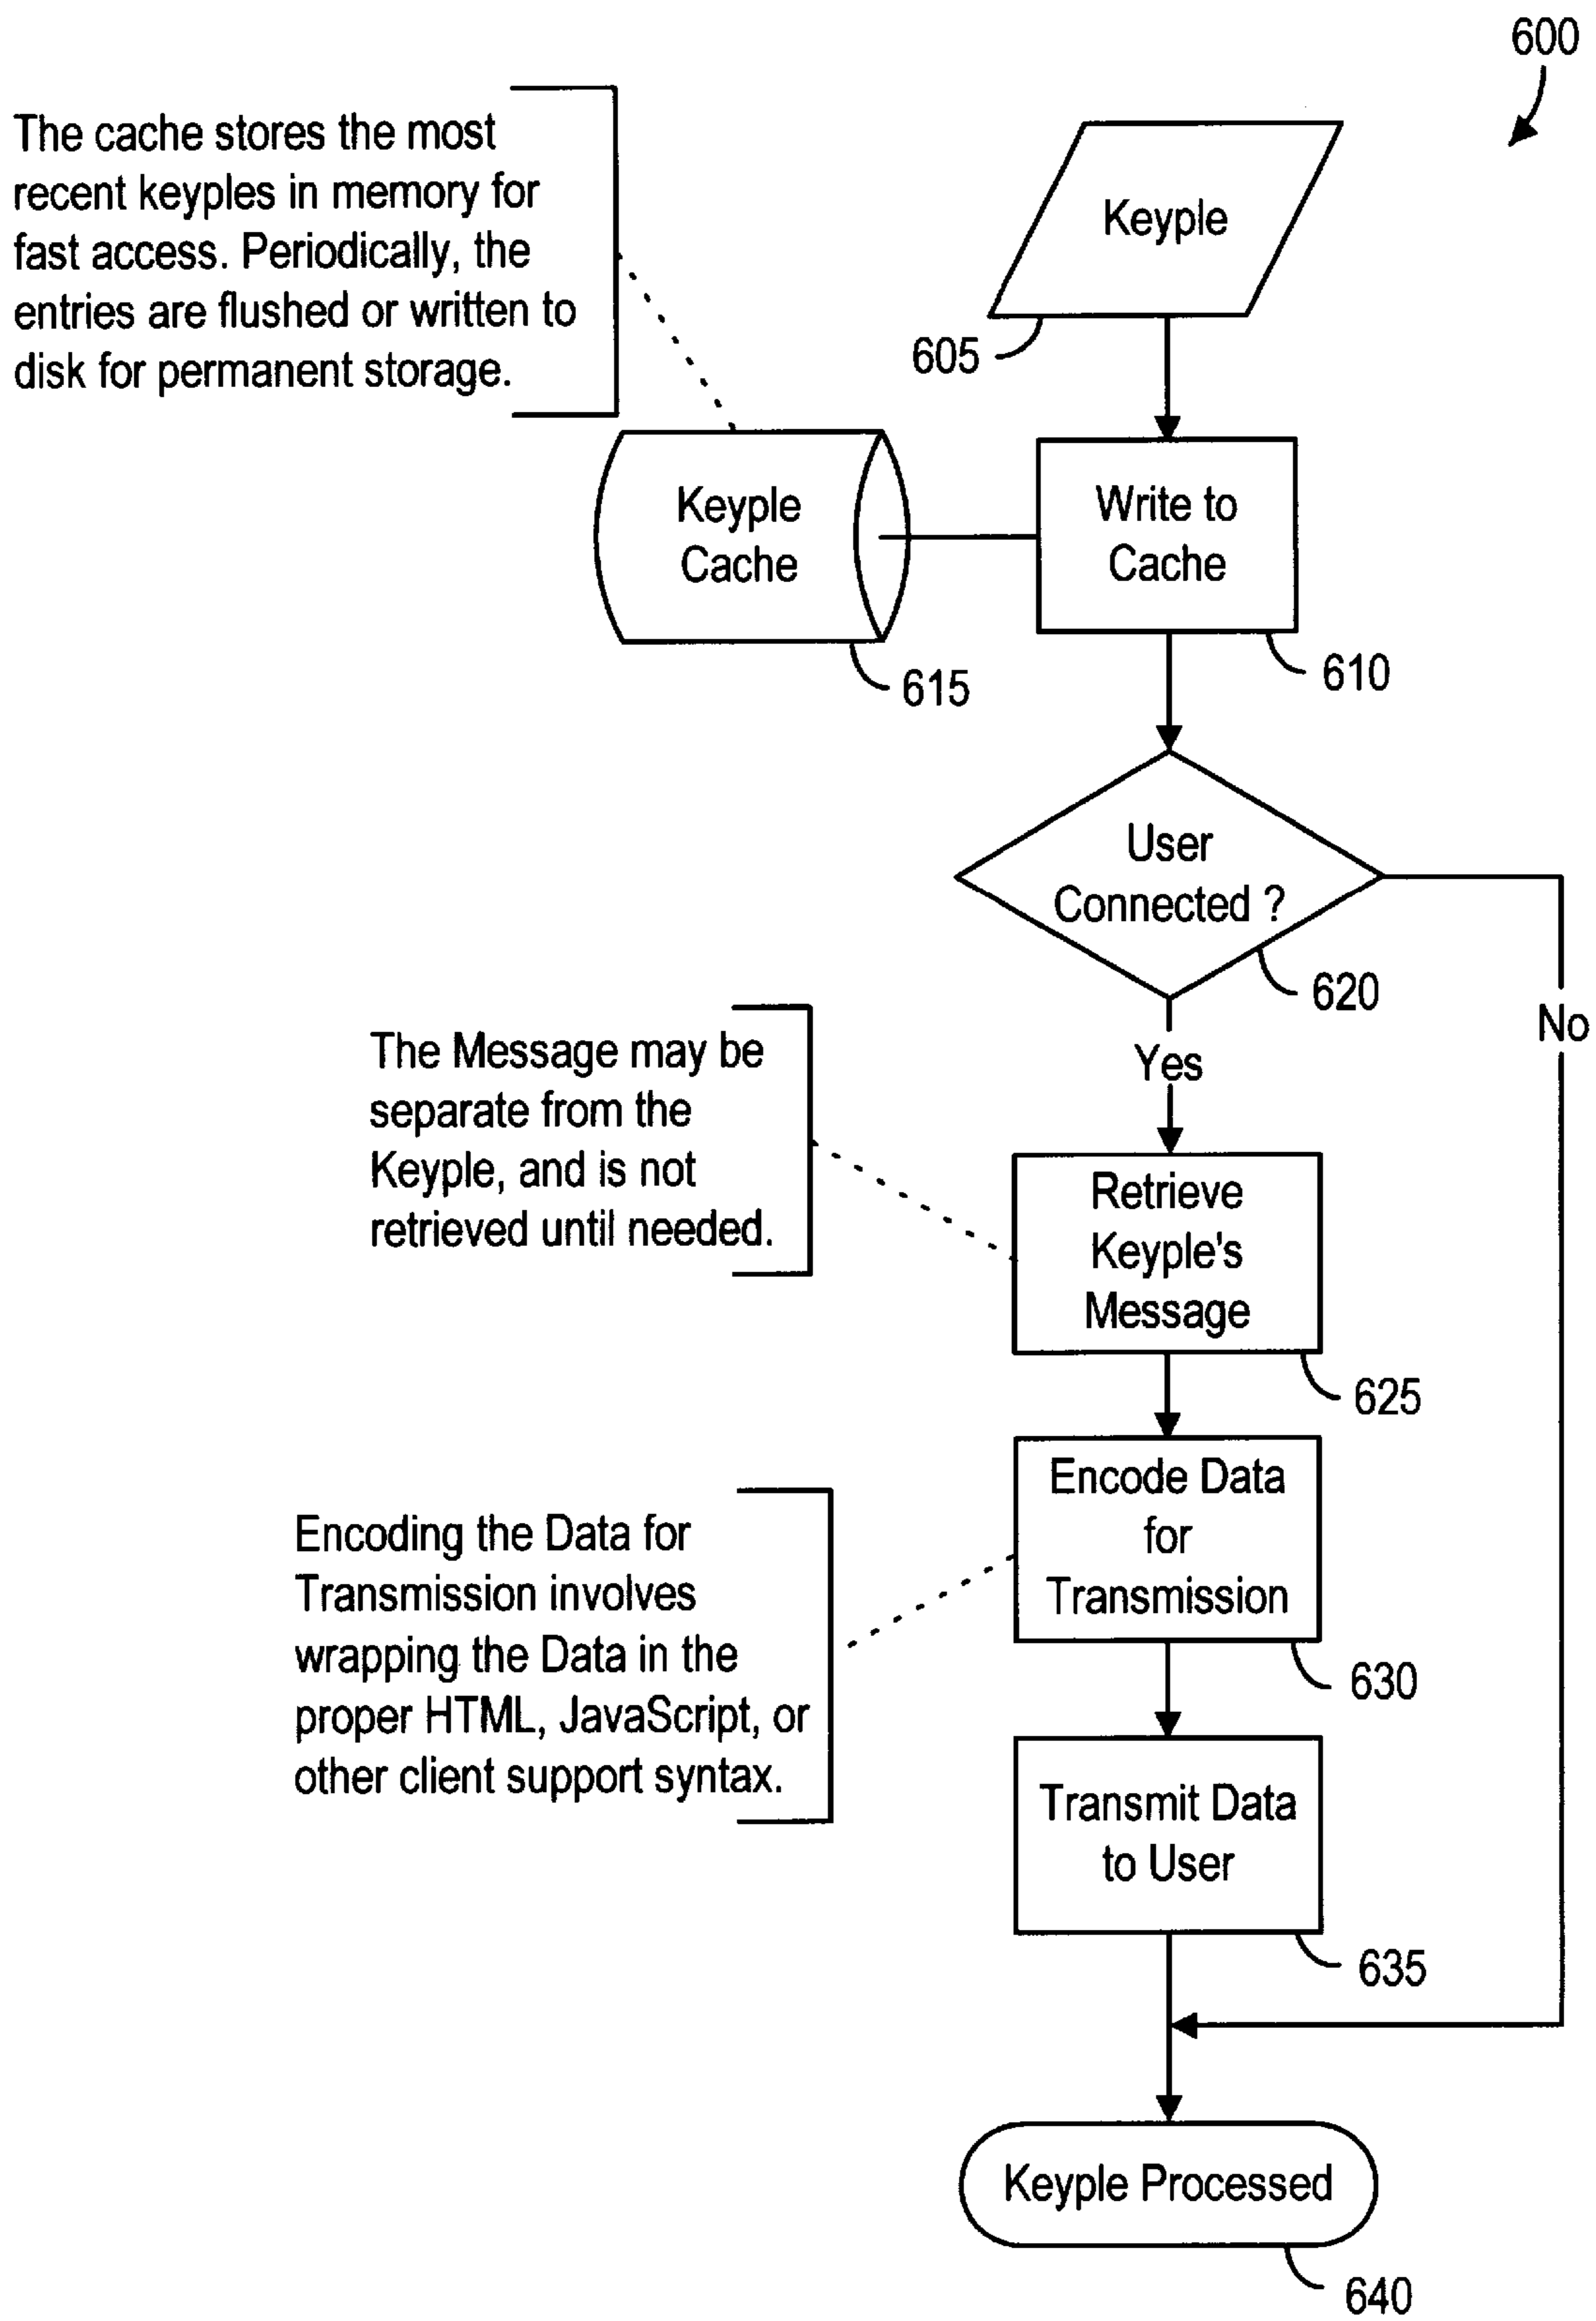 600
The cache stores the most
recent keyples in memory for
fast access. Periodically, the
entries are flushed or written to
disk for permanent storage.
Keyple
605
Keyple
Cache
615
Write to
Cache
610
User
Connected ?
620
No
Yes
The Message may be
separate from the
Keyple, and is not
retrieved until needed.
Retrieve
Keyple's
Message
625
Encoding the Data for
Transmission involves
wrapping the Data in the
proper HTML, JavaScript, or
other client support syntax.
Encode Data
for
Transmission
630
Transmit Data
to User
635
Keyple Processed
640